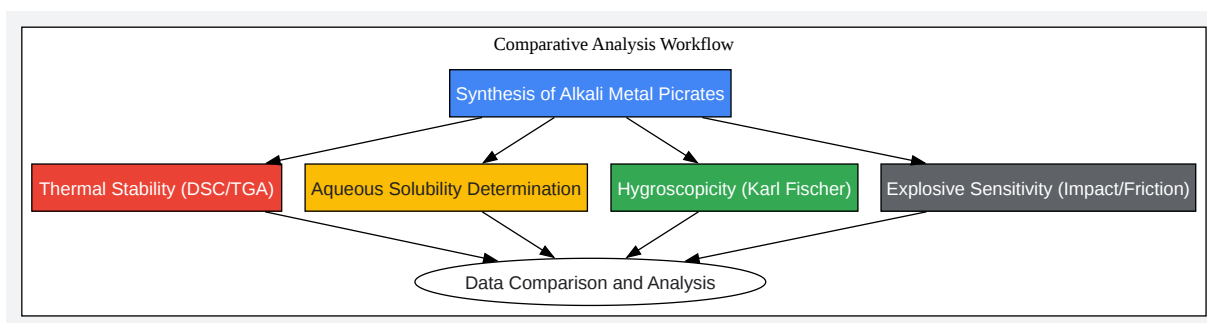 Comparative Analysis Workflow
Synthesis of Alkali Metal Picrates
Thermal Stability (DSC/TGA)
Aqueous Solubility Determination
Hygroscopicity (Karl Fischer)
Explosive Sensitivity (Impact/Friction)
Data Comparison and Analysis